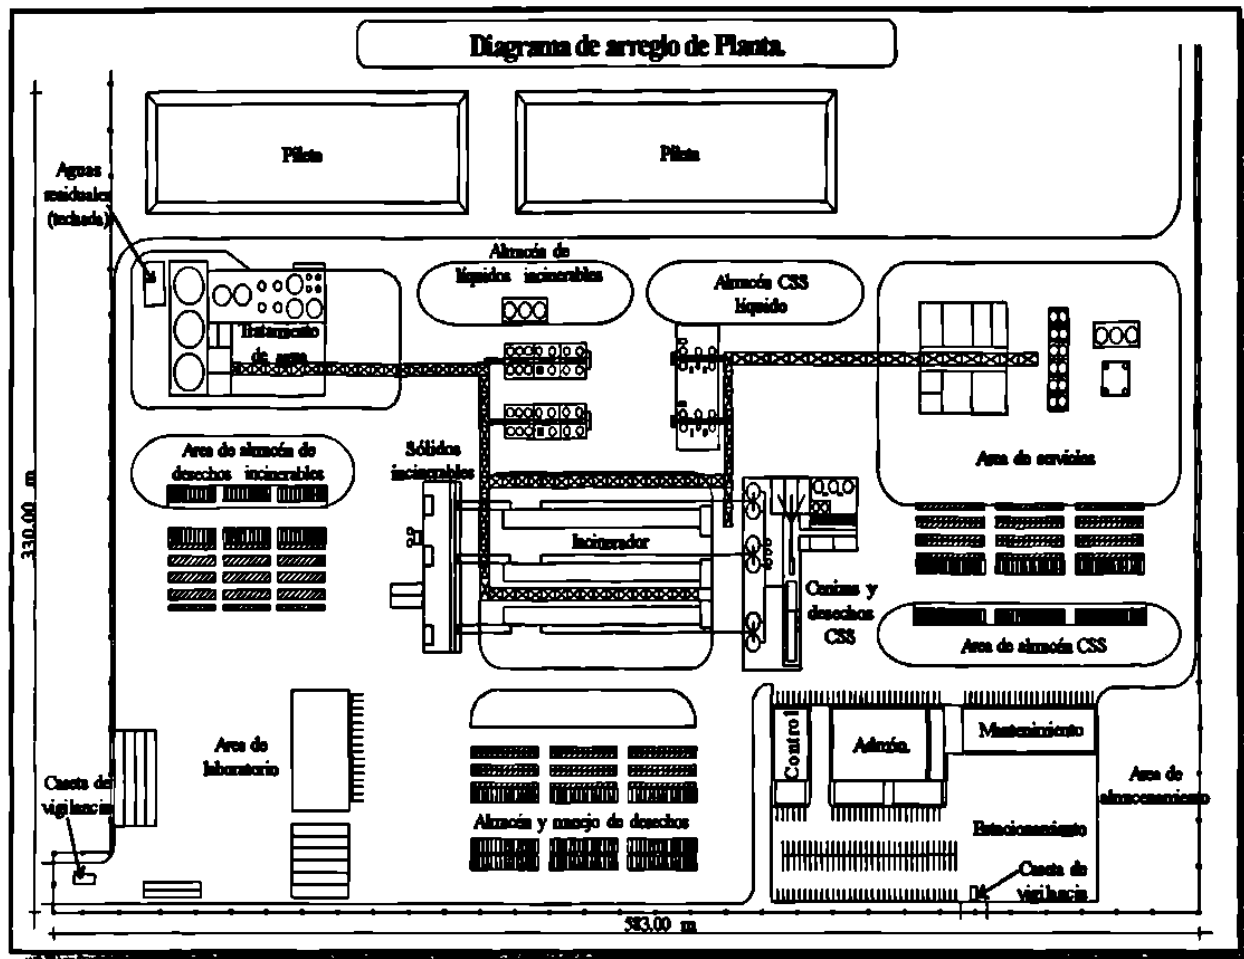 Diagrama de arreglo de Planta.
Pileta
Pileta
Aguas
residuales
(techada)
Almacén de
líquidos incinerables
Almacén CSS
líquido
Tratamiento
de agua
Area de servicios
Area de almacén de
desechos incinerables
Sólidos
incinerables
Incinerador
330.00 m
Cenizas y
desechos
CSS
Area de almacén CSS
Area de
laboratorio
Control
Admón.
Mantenimiento
Caseta de
vigilancia
Area de
almacenamiento
Almacén y manejo de desechos
Estacionamiento
Caseta de
vigilancia
583.00 m